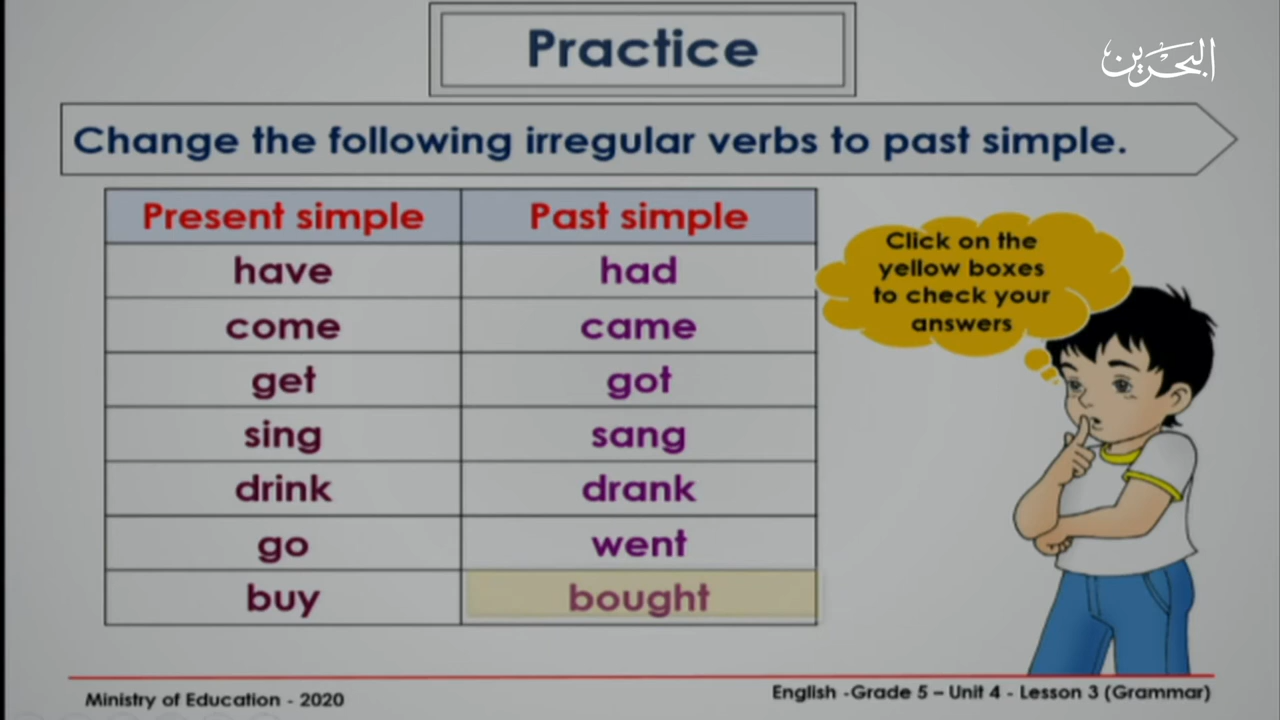 Practice
البحرين
Change the following irregular verbs to past simple.
Present simple Past simple
have had
come came
get got
sing sang
drink drank
go went
buy bought
Click on the
yellow boxes
to check your
answers
Ministry of Education - 2020
English -Grade 5 – Unit 4 - Lesson 3 (Grammar)